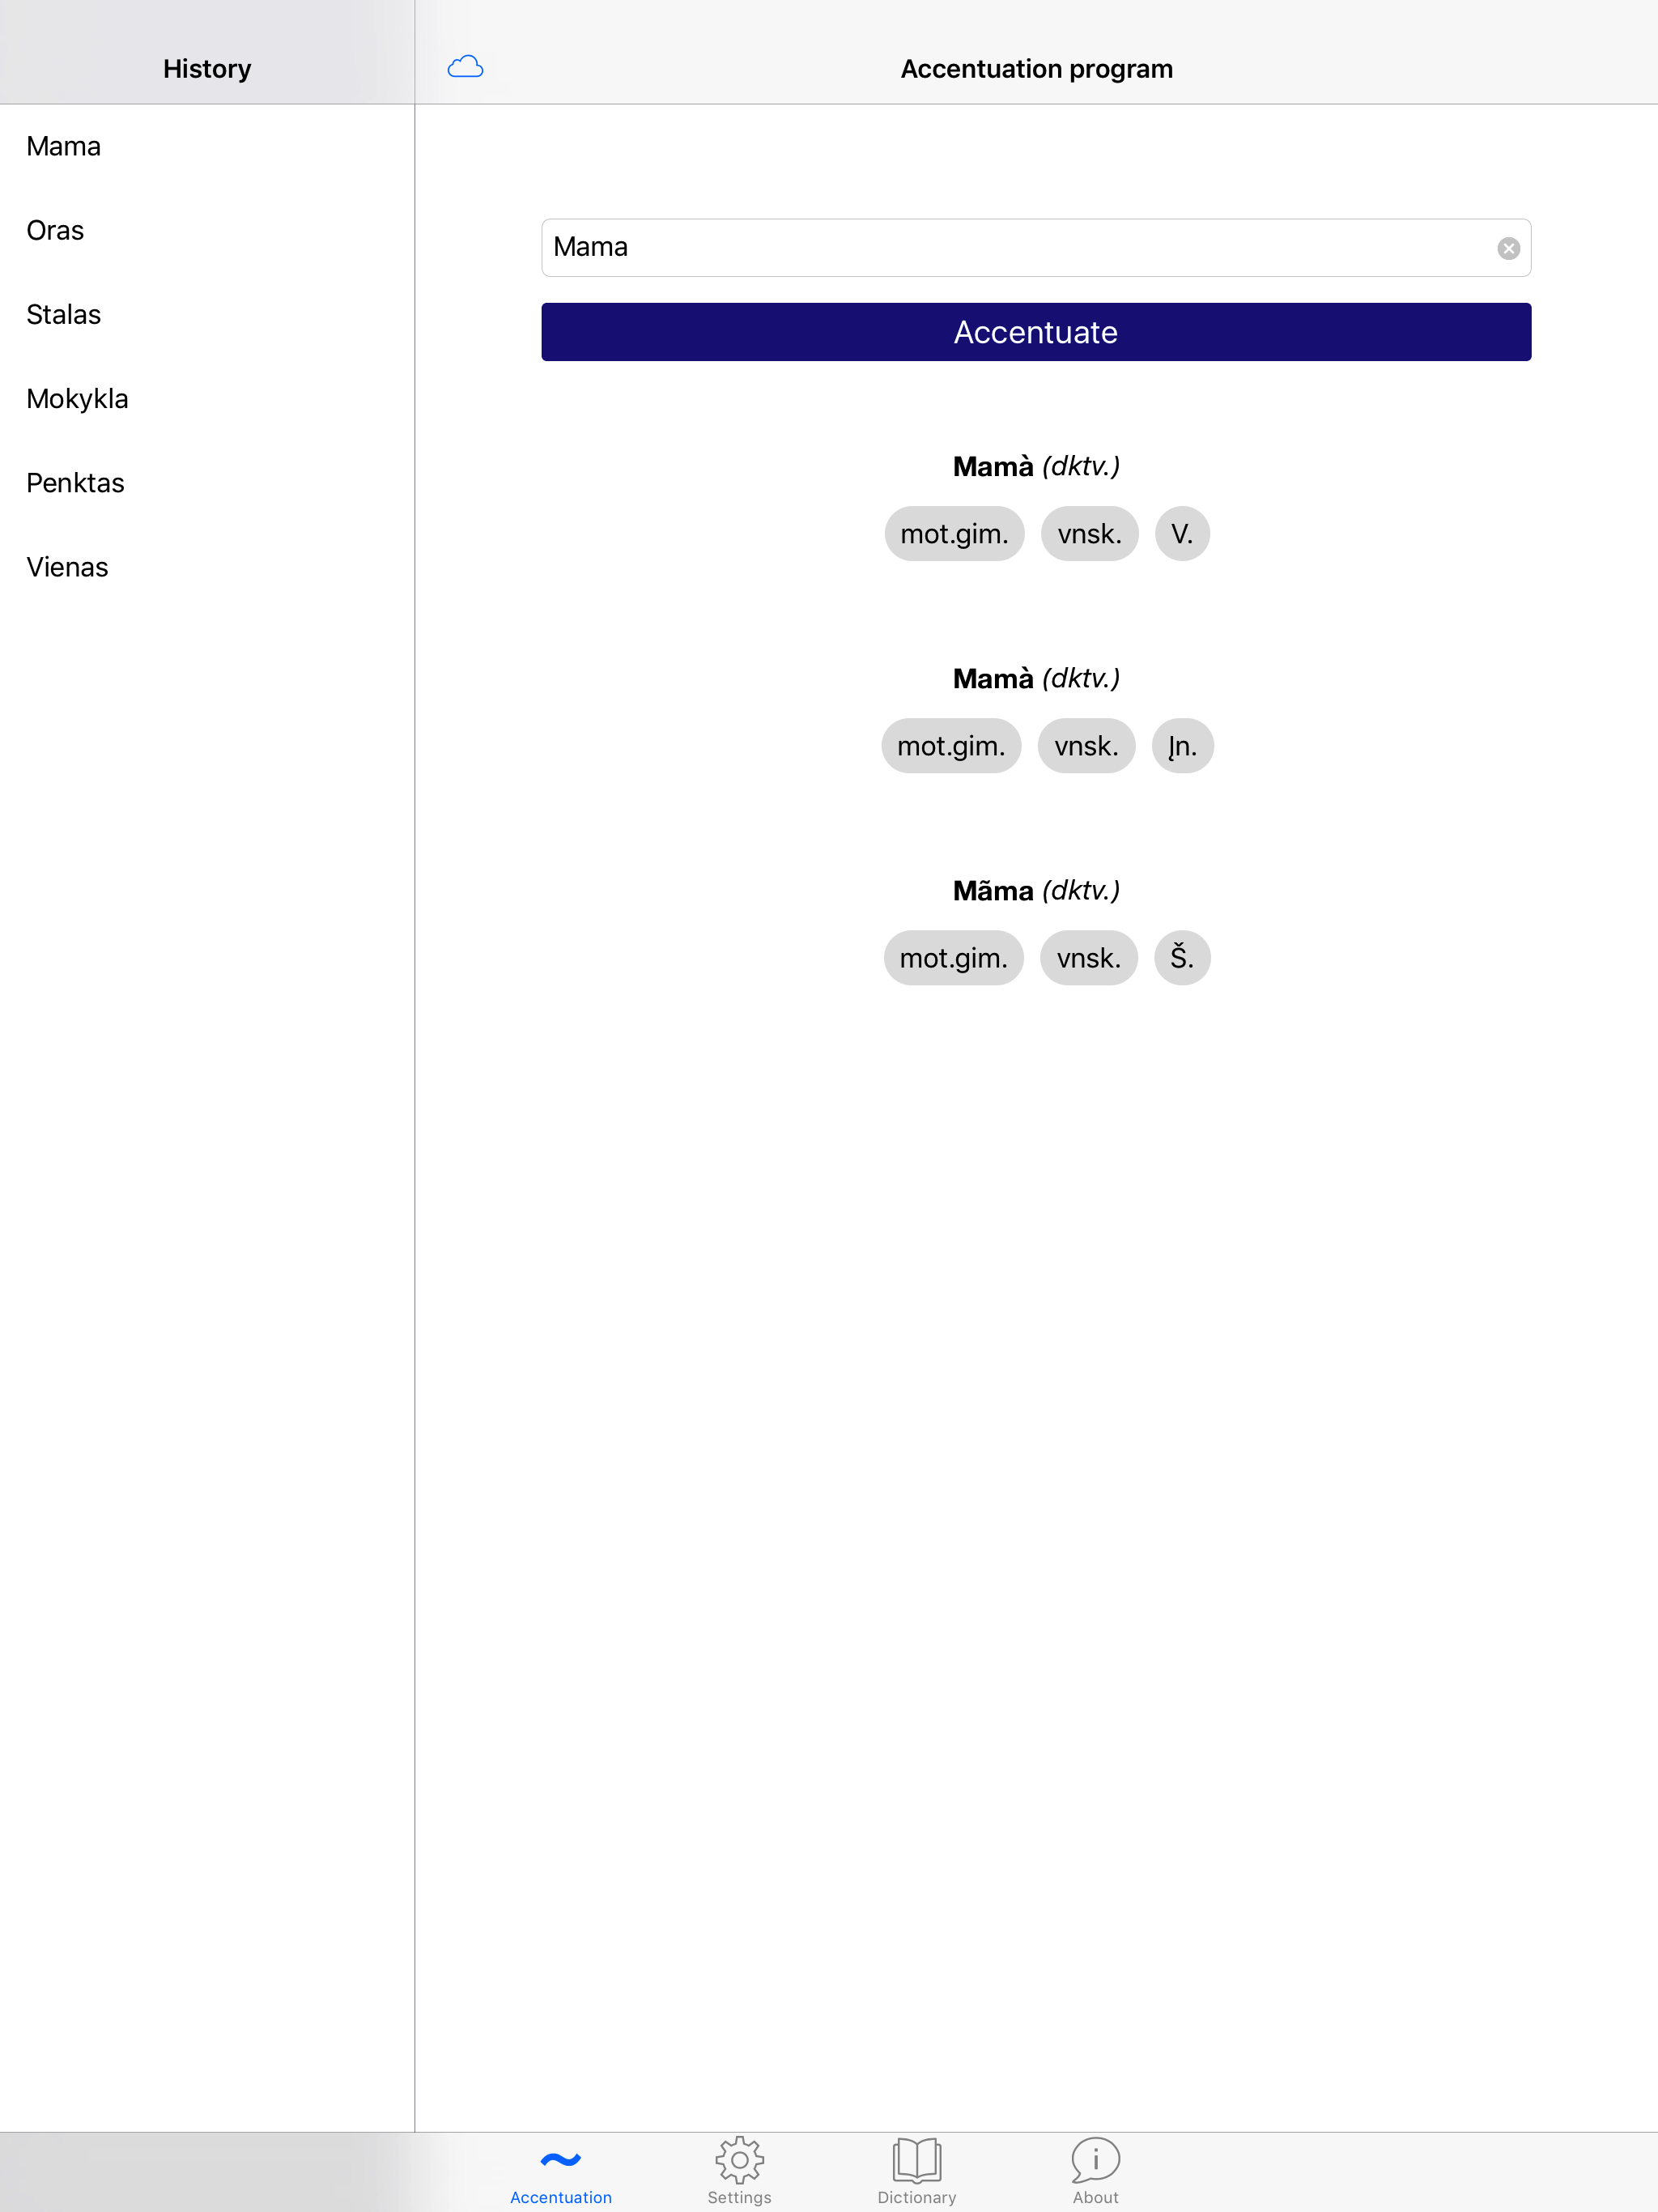 History
Accentuation program
Mama
Oras
Stalas
Mokykla
Penktas
Vienas
Mama
Accentuate
Mamà (dktv.)
mot.gim. vnsk. V.
Mamà (dktv.)
mot.gim. vnsk. Įn.
Mãma (dktv.)
mot.gim. vnsk. Š.
Accentuation Settings Dictionary About